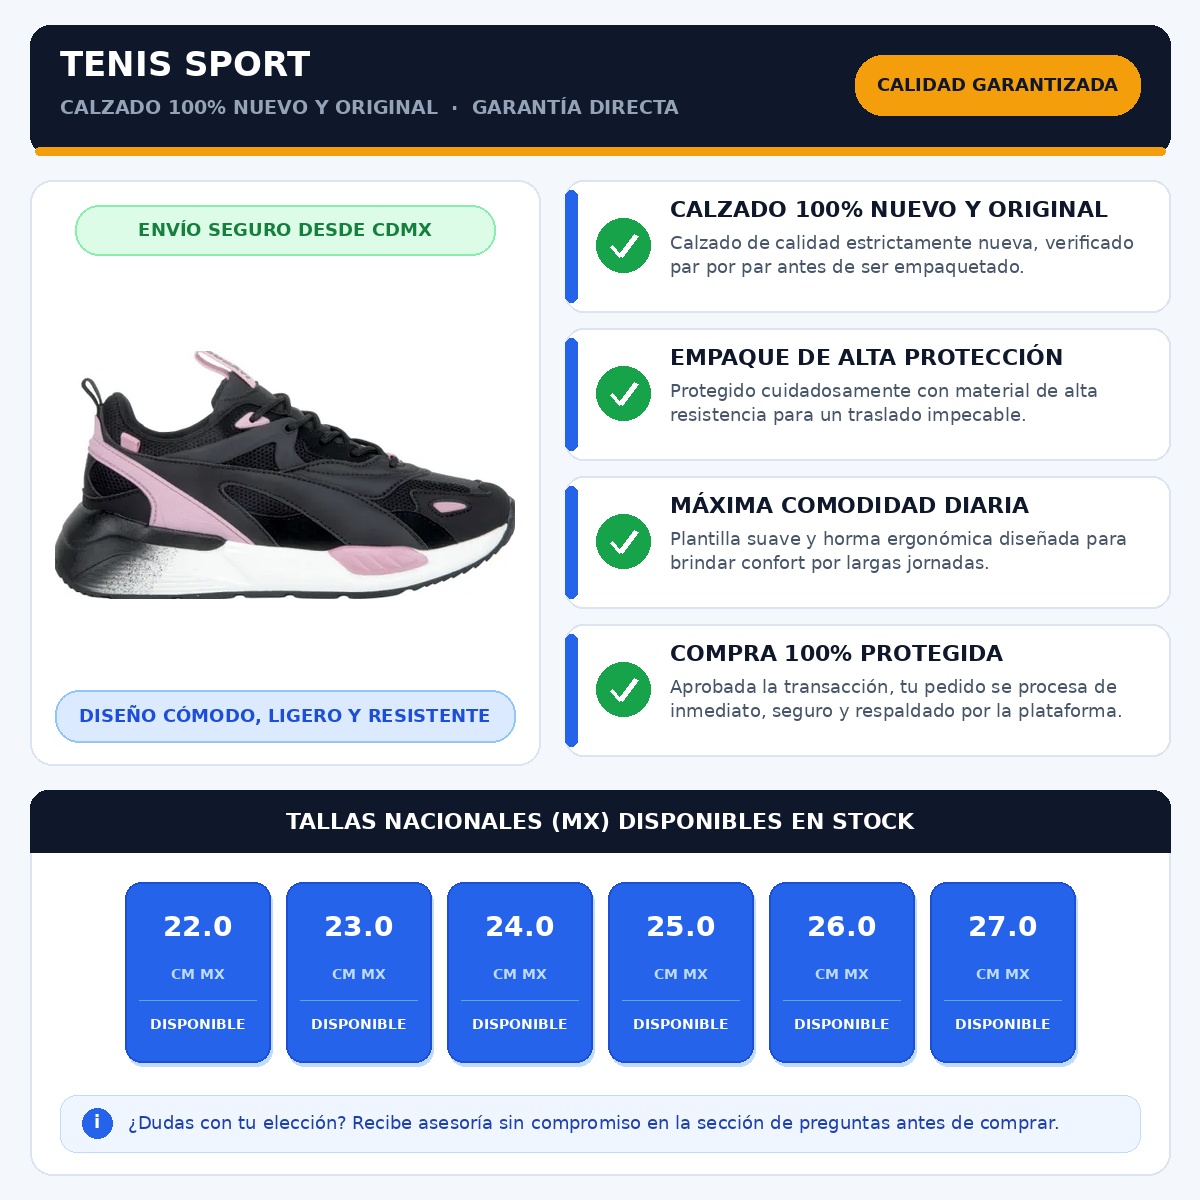 TENIS SPORT
CALZADO 100% NUEVO Y ORIGINAL · GARANTÍA DIRECTA
CALIDAD GARANTIZADA
ENVÍO SEGURO DESDE CDMX
DISEÑO CÓMODO, LIGERO Y RESISTENTE
CALZADO 100% NUEVO Y ORIGINAL
Calzado de calidad estrictamente nueva, verificado
par por par antes de ser empaquetado.
EMPAQUE DE ALTA PROTECCIÓN
Protegido cuidadosamente con material de alta
resistencia para un traslado impecable.
MÁXIMA COMODIDAD DIARIA
Plantilla suave y horma ergonómica diseñada para
brindar confort por largas jornadas.
COMPRA 100% PROTEGIDA
Aprobada la transacción, tu pedido se procesa de
inmediato, seguro y respaldado por la plataforma.
TALLAS NACIONALES (MX) DISPONIBLES EN STOCK
22.0
CM MX
DISPONIBLE
23.0
CM MX
DISPONIBLE
24.0
CM MX
DISPONIBLE
25.0
CM MX
DISPONIBLE
26.0
CM MX
DISPONIBLE
27.0
CM MX
DISPONIBLE
i ¿Dudas con tu elección? Recibe asesoría sin compromiso en la sección de preguntas antes de comprar.